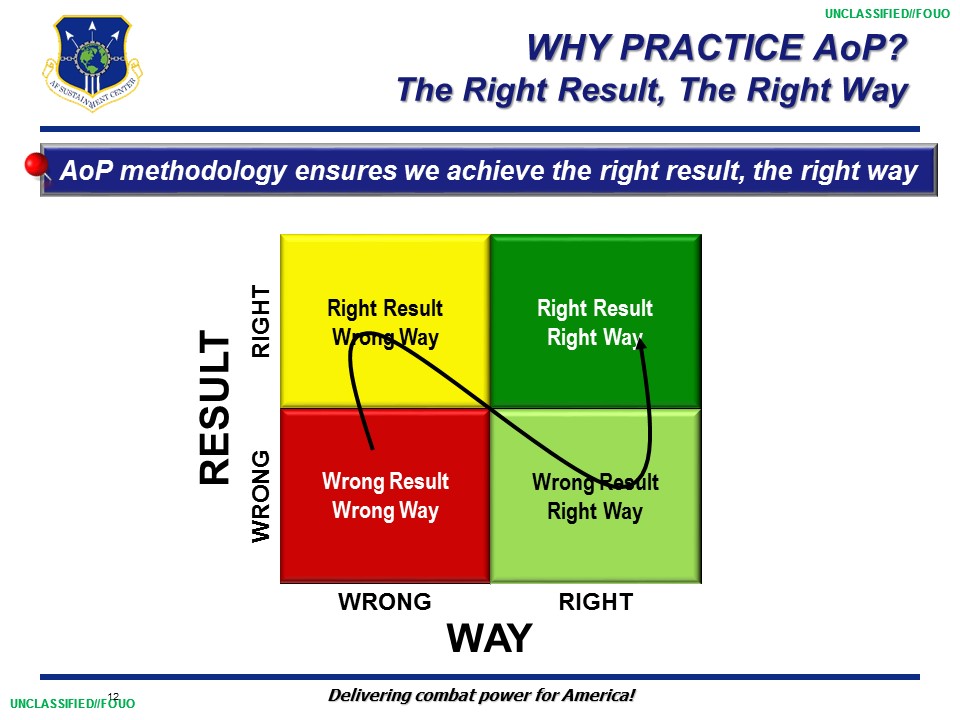 UNCLASSIFIED//FOUO
AF SUSTAINMENT CENTER
WHY PRACTICE AoP?
The Right Result, The Right Way
AoP methodology ensures we achieve the right result, the right way
RESULT
RIGHT
WRONG
Right Result
Wrong Way
Right Result
Right Way
Wrong Result
Wrong Way
Wrong Result
Right Way
WRONG
RIGHT
WAY
12
UNCLASSIFIED//FOUO
Delivering combat power for America!